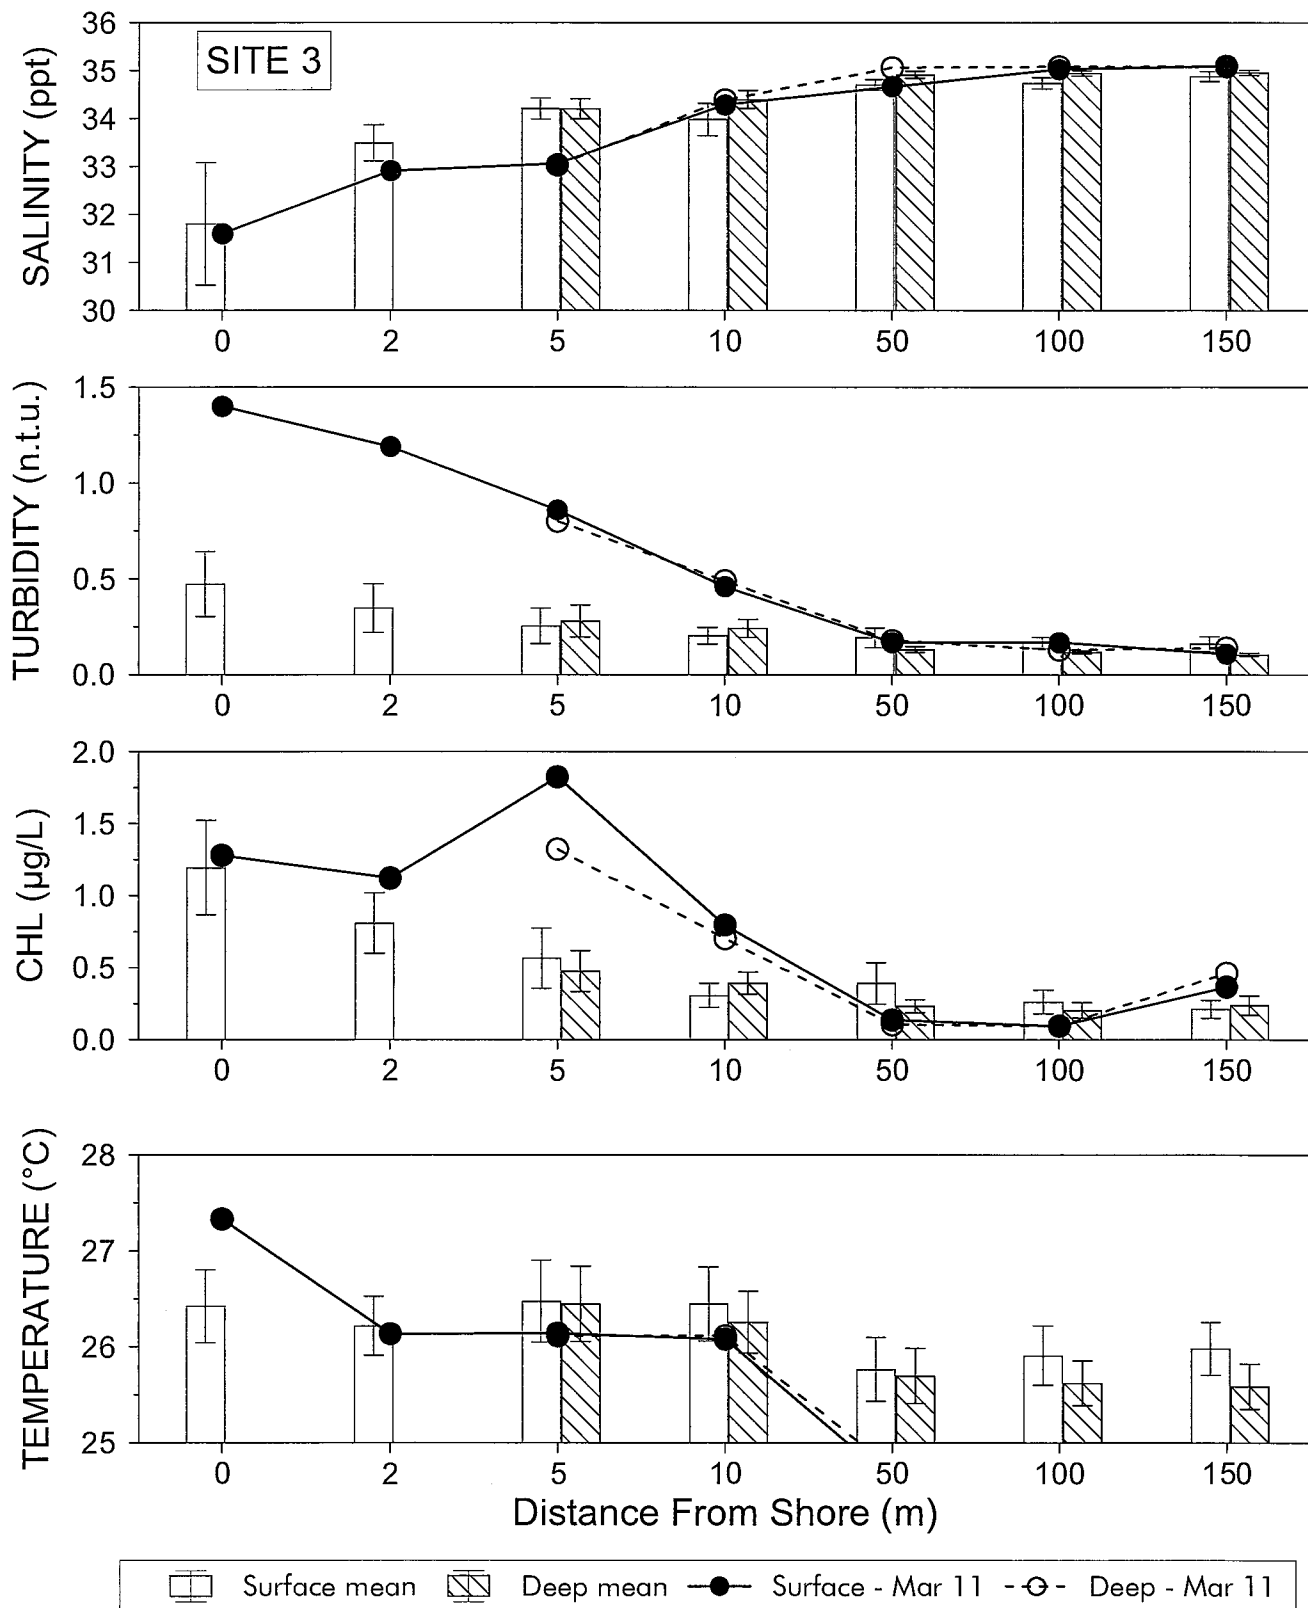 SITE 3
SALINITY (ppt)
36
35
34
33
32
31
30
0 2 5 10 50 100 150
TURBIDITY (n.t.u.)
1.5
1.0
0.5
0.0
0 2 5 10 50 100 150
CHL (µg/L)
2.0
1.5
1.0
0.5
0.0
0 2 5 10 50 100 150
TEMPERATURE (°C)
28
27
26
25
0 2 5 10 50 100 150
Distance From Shore (m)
Surface mean Deep mean Surface - Mar 11 Deep - Mar 11